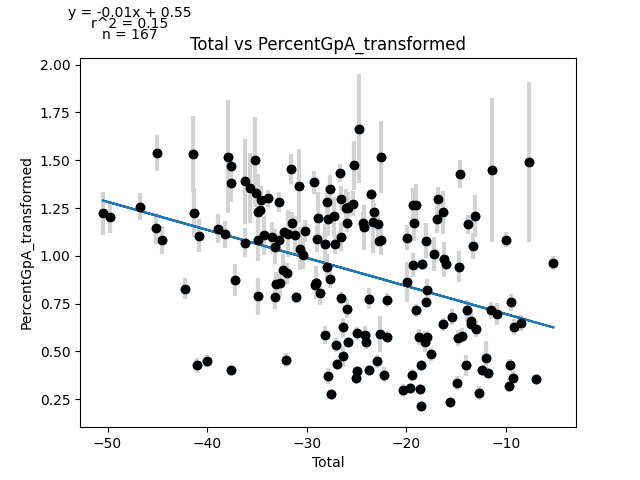 y = -0.01x + 0.55
r^2 = 0.15
n = 167
Total vs PercentGpA_transformed
2.00
1.75
1.50
1.25
1.00
0.75
0.50
0.25
PercentGpA_transformed
−50 −40 −30 −20 −10
Total